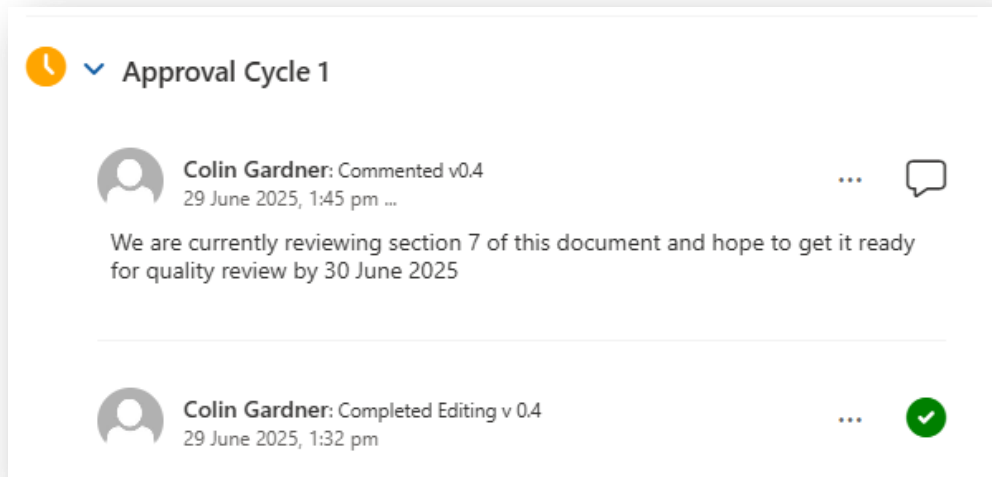 Approval Cycle 1
Colin Gardner: Commented v0.4
29 June 2025, 1:45 pm ...
We are currently reviewing section 7 of this document and hope to get it ready
for quality review by 30 June 2025
Colin Gardner: Completed Editing v 0.4
29 June 2025, 1:32 pm